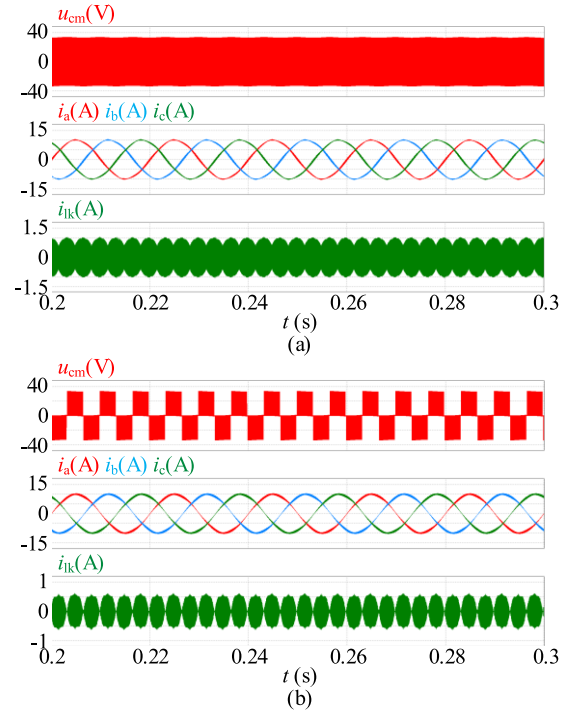 u_cm(V)
40
0
-40
i_a(A) i_b(A) i_c(A)
15
0
-15
i_lk(A)
1.5
0
-1.5
0.2 0.22 0.24 0.26 0.28 0.3
t (s)
(a)
u_cm(V)
40
0
-40
i_a(A) i_b(A) i_c(A)
15
0
-15
i_lk(A)
1
0
-1
0.2 0.22 0.24 0.26 0.28 0.3
t (s)
(b)